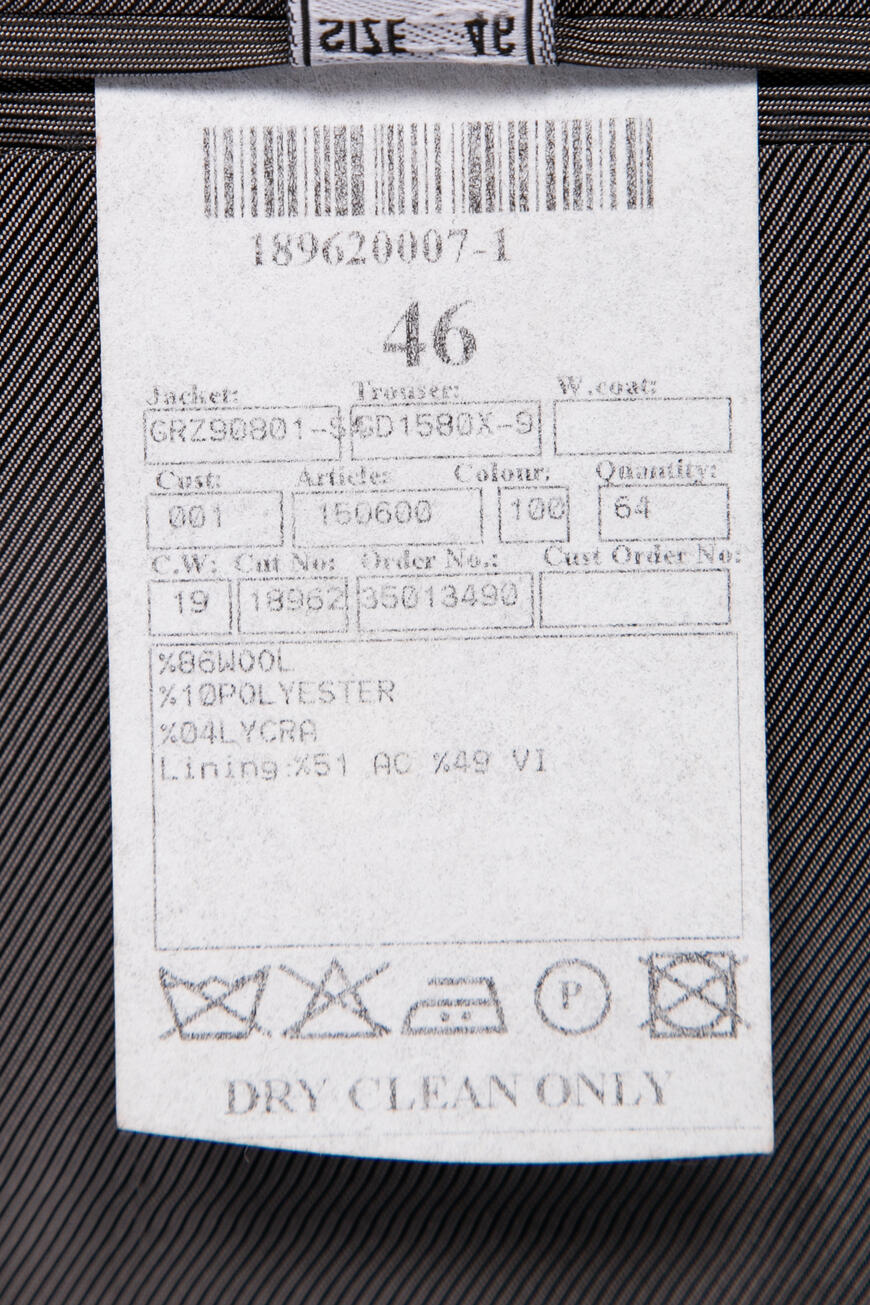 SIZE 46
189620007-1
46
Jacket: Trouser: W.coat:
GRZ90801-S GD1580X-9
Cust: Article: Colour: Quantity:
001 150600 100 64
C.W: Cut No: Order No.: Cust Order No:
19 18962 35013490
%86WOOL
%10POLYESTER
%04LYCRA
Lining:%51 AC %49 VI
P
DRY CLEAN ONLY